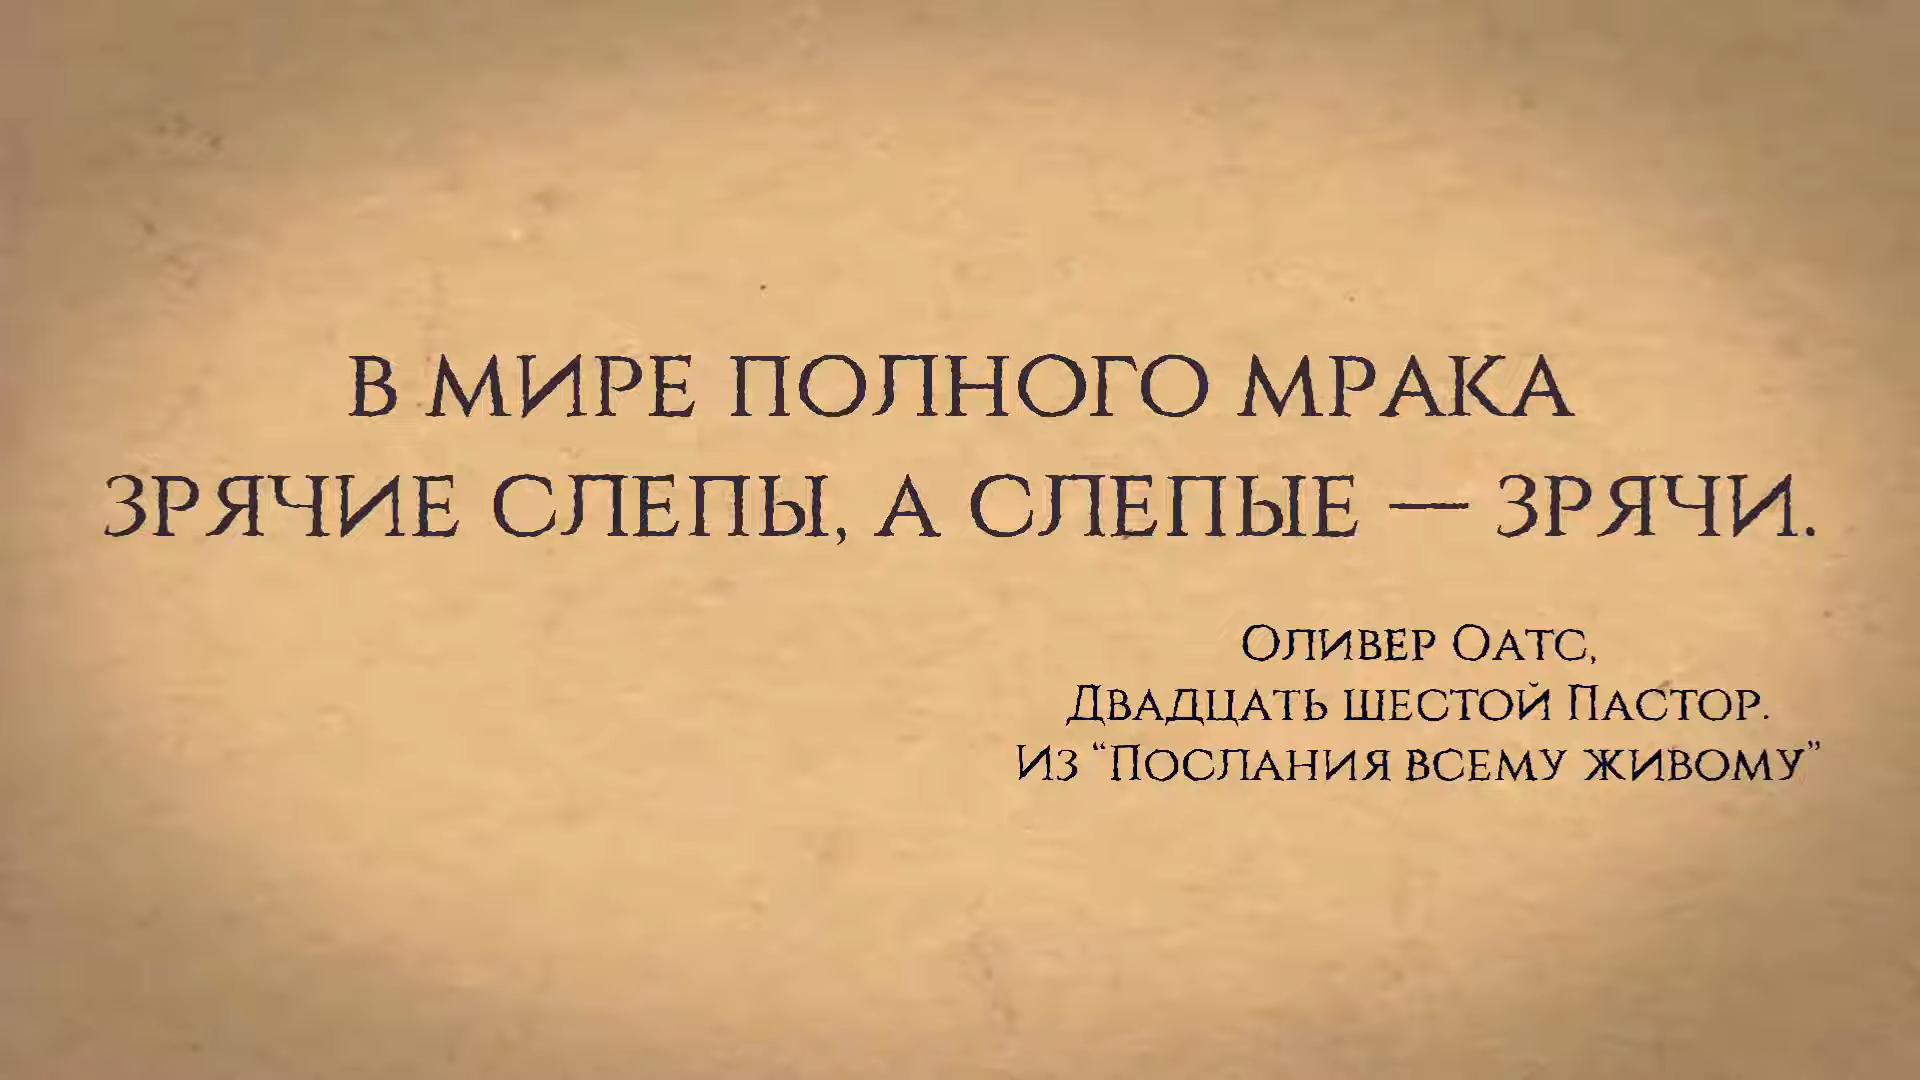 В МИРЕ ПОЛНОГО МРАКА
ЗРЯЧИЕ СЛЕПЫ, А СЛЕПЫЕ — ЗРЯЧИ.
Оливер Оатс,
Двадцать шестой Пастор.
Из “Послания всему живому”